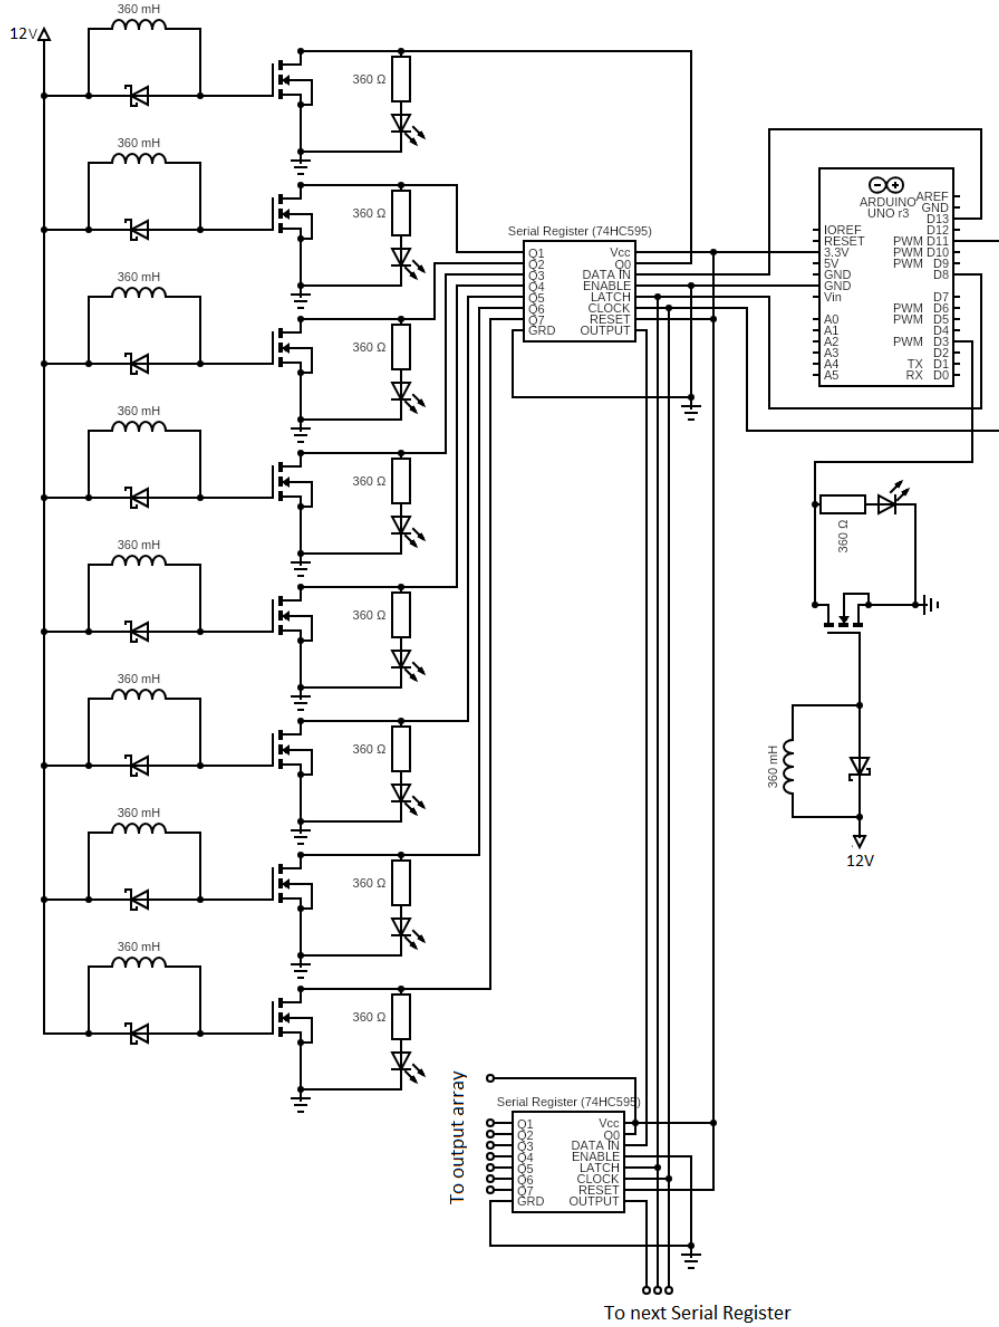 360 mH
12V
360 Ω
360 mH
360 Ω
360 mH
360 Ω
360 mH
360 Ω
360 mH
360 Ω
360 mH
360 Ω
360 mH
360 Ω
360 mH
360 Ω
Serial Register (74HC595)
Q1 Vcc
Q2 Q0
Q3 DATA IN
Q4 ENABLE
Q5 LATCH
Q6 CLOCK
Q7 RESET
GRD OUTPUT
ARDUINO
UNO r3
AREF
GND
D13
IOREF D12
RESET PWM D11
3.3V PWM D10
5V PWM D9
GND D8
GND
Vin D7
PWM D6
A0 PWM D5
A1 D4
A2 PWM D3
A3 D2
A4 TX D1
A5 RX D0
360 Ω
360 mH
12V
To output array
Serial Register (74HC595)
Q1 Vcc
Q2 Q0
Q3 DATA IN
Q4 ENABLE
Q5 LATCH
Q6 CLOCK
Q7 RESET
GRD OUTPUT
To next Serial Register